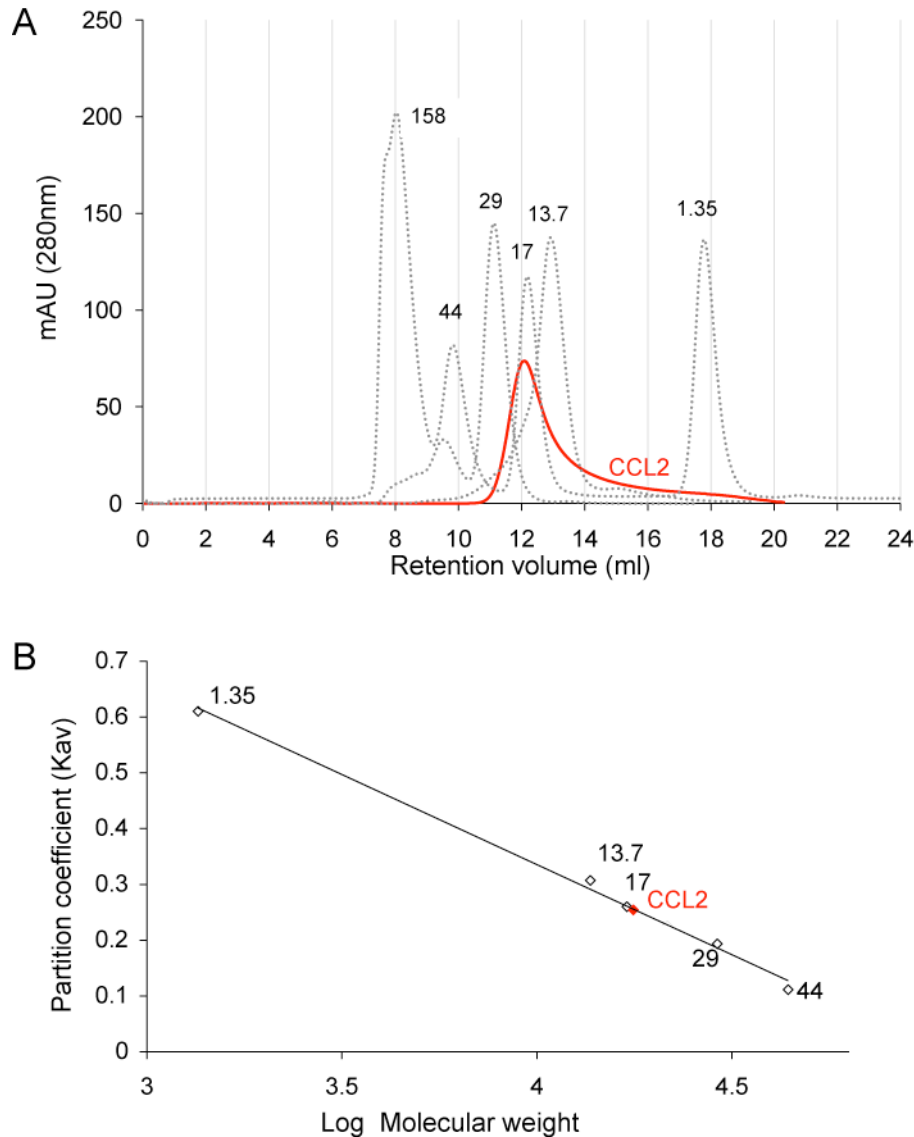 A
250
200
150
100
50
0
mAU (280nm)
158
44
29
17
13.7
1.35
CCL2
0 2 4 6 8 10 12 14 16 18 20 22 24
Retention volume (ml)
B
0.7
0.6
0.5
0.4
0.3
0.2
0.1
0
Partition coefficient (Kav)
1.35
13.7
17
CCL2
29
44
3 3.5 4 4.5
Log Molecular weight